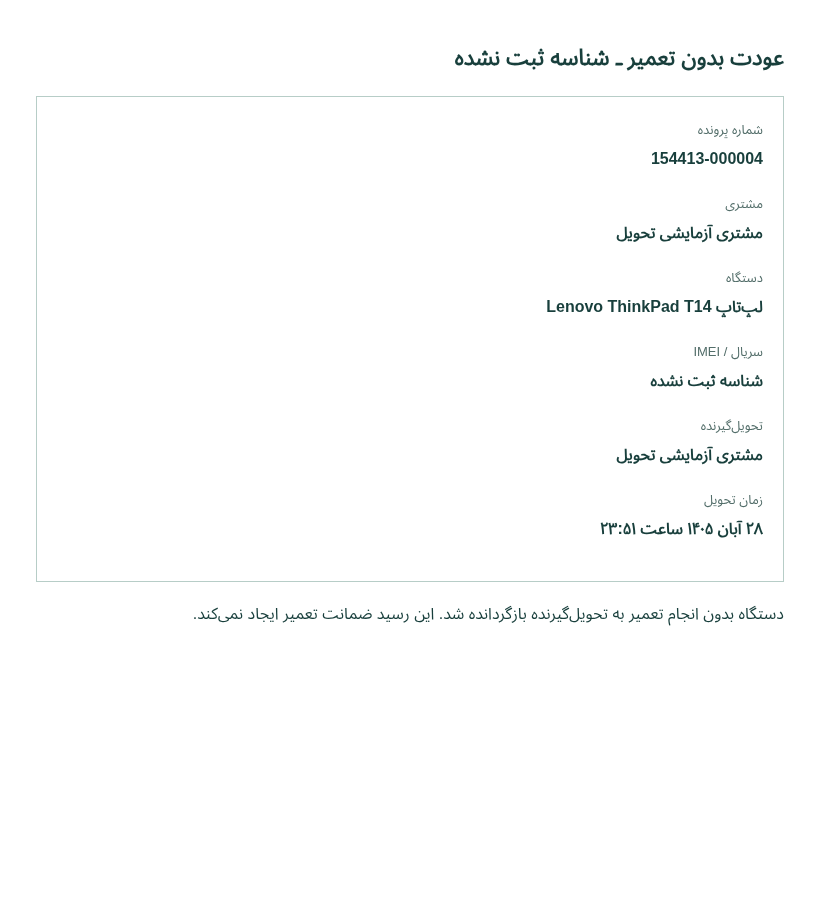 عودت بدون تعمیر ـ شناسه ثبت نشده
شماره پرونده
154413-000004
مشتری
مشتری آزمایشی تحویل
دستگاه
لپ‌تاپ Lenovo ThinkPad T14
سریال / IMEI
شناسه ثبت نشده
تحویل‌گیرنده
مشتری آزمایشی تحویل
زمان تحویل
۲۸ آبان ۱۴۰۵ ساعت ۲۳:۵۱
دستگاه بدون انجام تعمیر به تحویل‌گیرنده بازگردانده شد. این رسید ضمانت تعمیر ایجاد نمی‌کند.